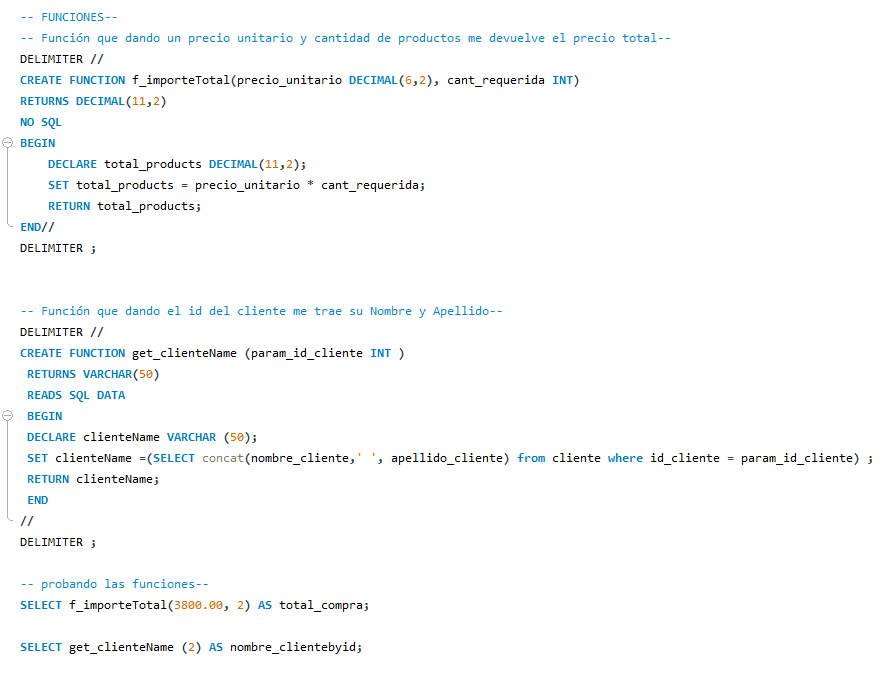 -- FUNCIONES--
-- Función que dando un precio unitario y cantidad de productos me devuelve el precio total--
DELIMITER //
CREATE FUNCTION f_importeTotal(precio_unitario DECIMAL(6,2), cant_requerida INT)
RETURNS DECIMAL(11,2)
NO SQL
BEGIN
    DECLARE total_products DECIMAL(11,2);
    SET total_products = precio_unitario * cant_requerida;
    RETURN total_products;
END//
DELIMITER ;
-- Función que dando el id del cliente me trae su Nombre y Apellido--
DELIMITER //
CREATE FUNCTION get_clienteName (param_id_cliente INT )
 RETURNS VARCHAR(50)
 READS SQL DATA
 BEGIN
 DECLARE clienteName VARCHAR (50);
 SET clienteName =(SELECT concat(nombre_cliente,' ', apellido_cliente) from cliente where id_cliente = param_id_cliente) ;
 RETURN clienteName;
 END
//
DELIMITER ;
-- probando las funciones--
SELECT f_importeTotal(3800.00, 2) AS total_compra;
SELECT get_clienteName (2) AS nombre_clientebyid;